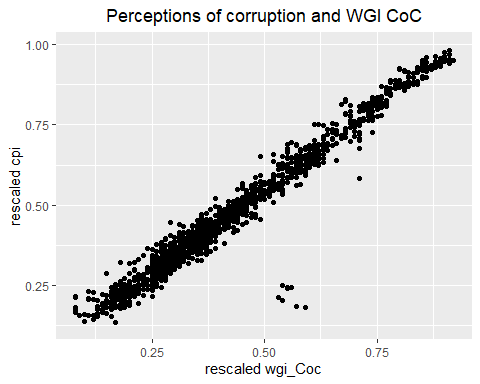 Perceptions of corruption and WGI CoC
1.00
0.75
0.50
0.25
rescaled cpi
0.25 0.50 0.75
rescaled wgi_Coc